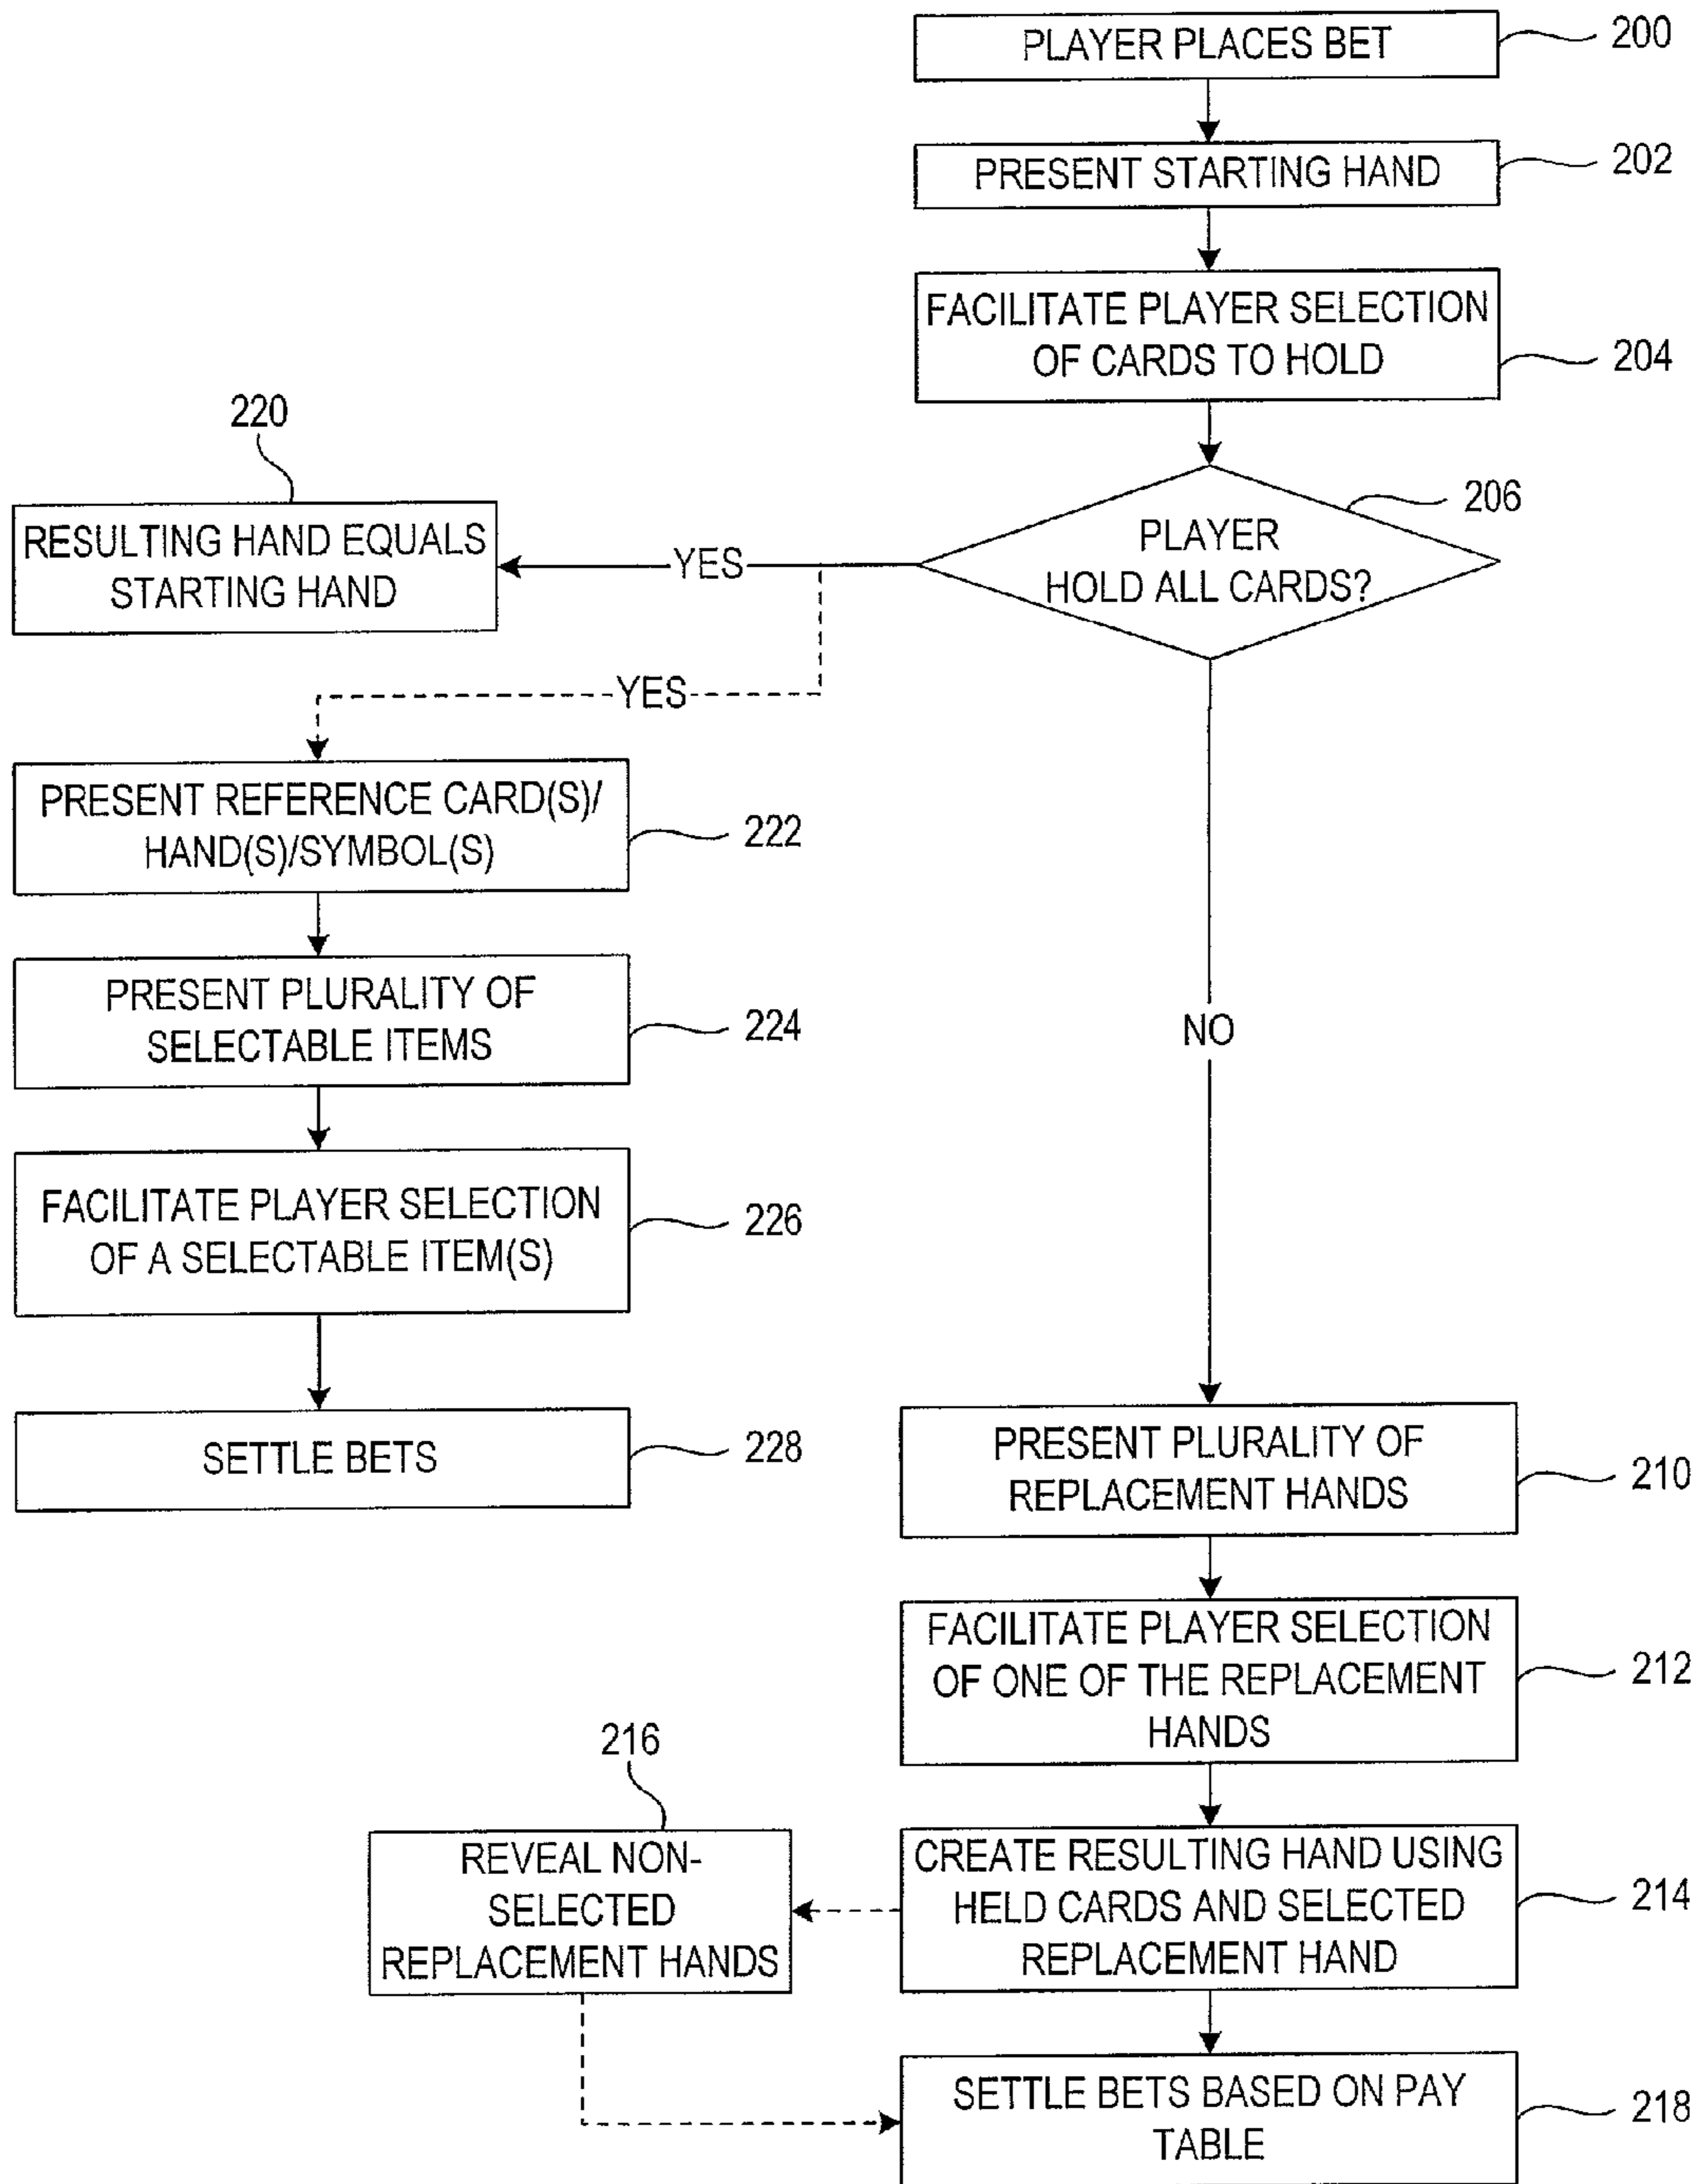 PLAYER PLACES BET
200
PRESENT STARTING HAND
202
FACILITATE PLAYER SELECTION
OF CARDS TO HOLD
204
220
206
PLAYER
HOLD ALL CARDS?
YES
RESULTING HAND EQUALS
STARTING HAND
YES
PRESENT REFERENCE CARD(S)/
HAND(S)/SYMBOL(S)
222
PRESENT PLURALITY OF
SELECTABLE ITEMS
224
NO
FACILITATE PLAYER SELECTION
OF A SELECTABLE ITEM(S)
226
SETTLE BETS
228
PRESENT PLURALITY OF
REPLACEMENT HANDS
210
FACILITATE PLAYER SELECTION
OF ONE OF THE REPLACEMENT
HANDS
212
216
REVEAL NON-
SELECTED
REPLACEMENT HANDS
CREATE RESULTING HAND USING
HELD CARDS AND SELECTED
REPLACEMENT HAND
214
SETTLE BETS BASED ON PAY
TABLE
218